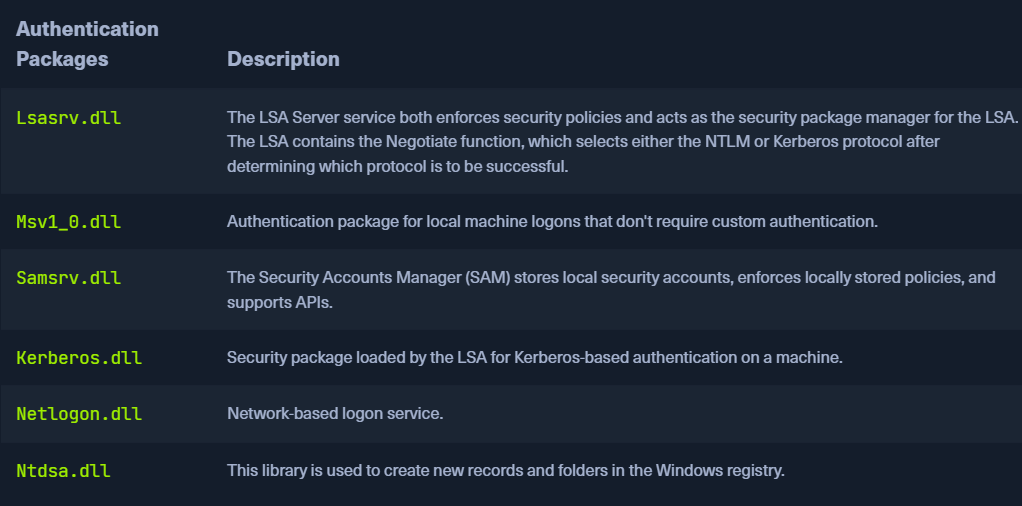 Authentication
Packages
Description
Lsasrv.dll
The LSA Server service both enforces security policies and acts as the security package manager for the LSA.
The LSA contains the Negotiate function, which selects either the NTLM or Kerberos protocol after
determining which protocol is to be successful.
Msv1_0.dll
Authentication package for local machine logons that don't require custom authentication.
Samsrv.dll
The Security Accounts Manager (SAM) stores local security accounts, enforces locally stored policies, and
supports APIs.
Kerberos.dll
Security package loaded by the LSA for Kerberos-based authentication on a machine.
Netlogon.dll
Network-based logon service.
Ntdsa.dll
This library is used to create new records and folders in the Windows registry.